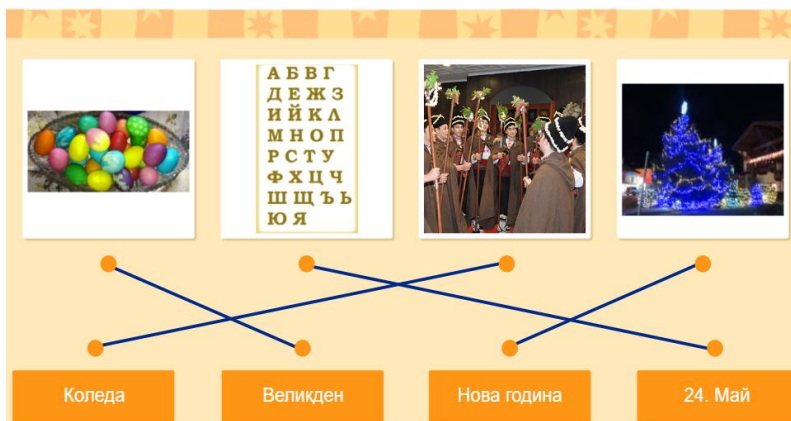 А Б В Г
Д Е Ж З
И Й К Л
М Н О П
Р С Т У
Ф Х Ц Ч
Ш Щ Ъ Ь
Ю Я
Коледа
Великден
Нова година
24. Май